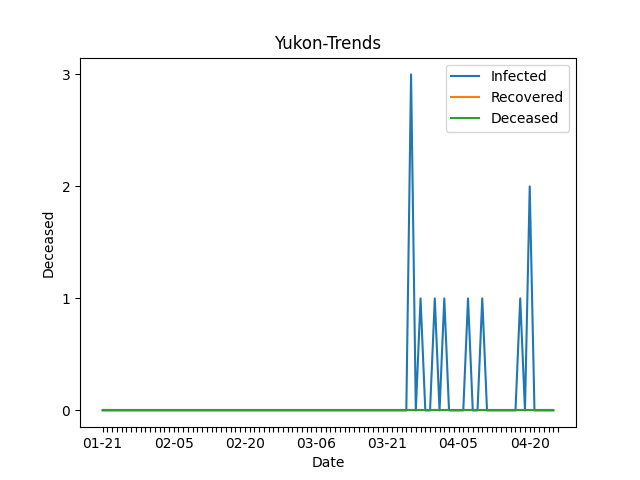 Yukon-Trends
Infected
Recovered
Deceased
3
2
1
0
Deceased
01-21 02-05 02-20 03-06 03-21 04-05 04-20
Date